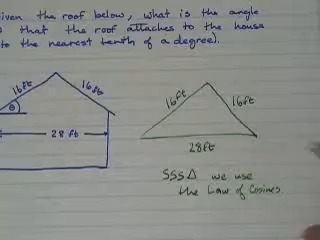 iven the roof below, what is the angle
that the roof attaches to the house
to the nearest tenth of a degree).
16ft 16ft
θ
28 ft
16ft 16ft
28ft
SSS Δ we use
the Law of Cosines.